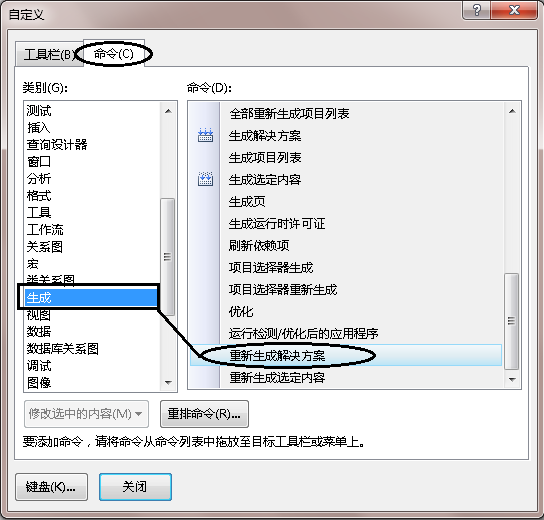 自定义
工具栏(B) 命令(C)
类别(G):
测试
插入
查询设计器
窗口
分析
格式
工具
工作流
关系图
宏
类关系图
生成
视图
数据
数据库关系图
调试
图像
命令(D):
全部重新生成项目列表
生成解决方案
生成项目列表
生成选定内容
生成页
生成运行时许可证
刷新依赖项
项目选择器生成
项目选择器重新生成
优化
运行检测/优化后的应用程序
重新生成解决方案
重新生成选定内容
修改选中的内容(M) 重排命令(R)...
要添加命令，请将命令从命令列表中拖放至目标工具栏或菜单上。
键盘(K)... 关闭